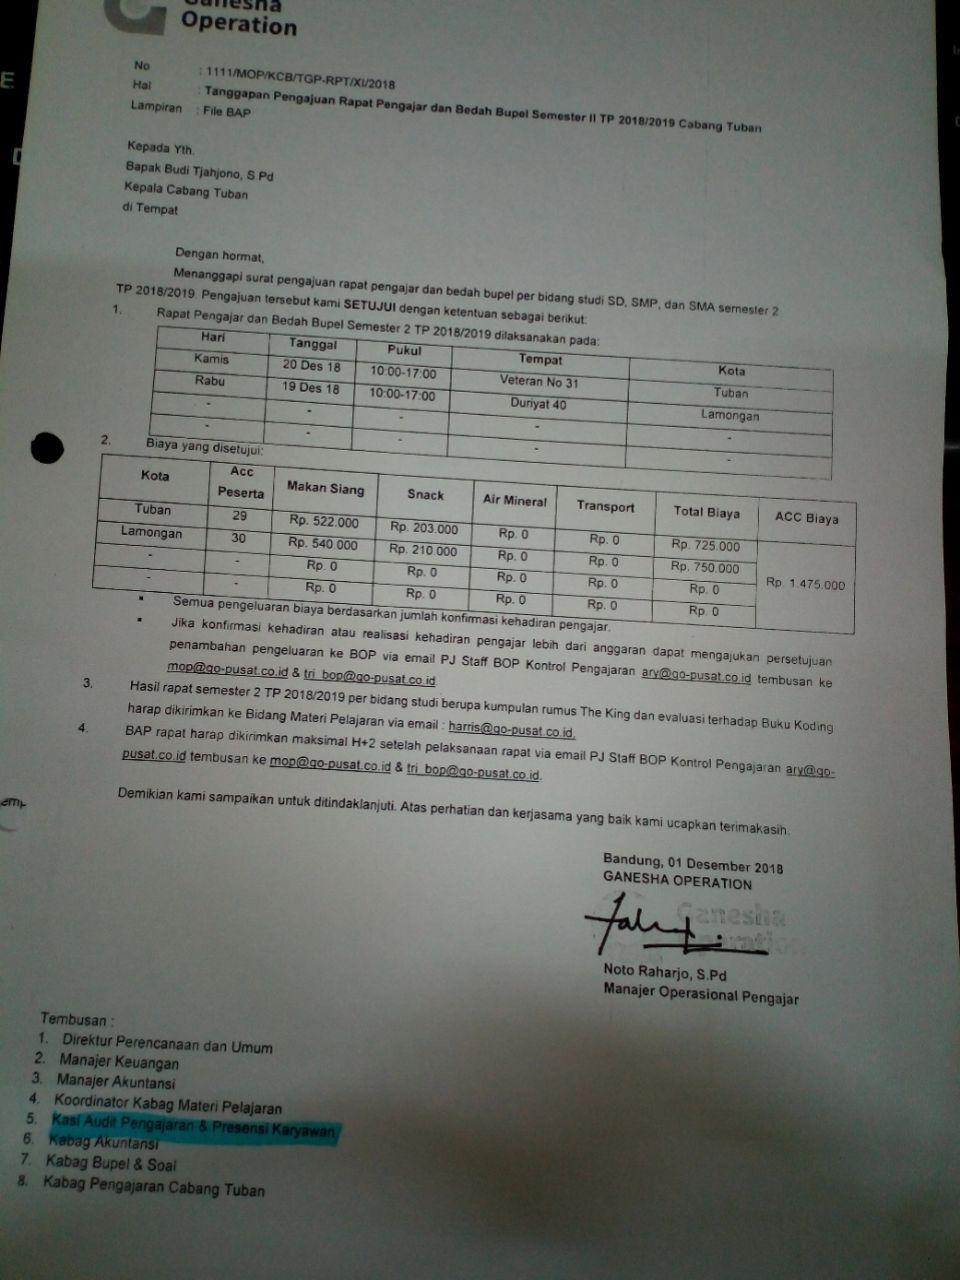 Ganesha
Operation
No : 1111/MOP/KCB/TGP-RPT/XI/2018
Hal : Tanggapan Pengajuan Rapat Pengajar dan Bedah Bupel Semester II TP 2018/2019 Cabang Tuban
Lampiran : File BAP
Kepada Yth.
Bapak Budi Tjahjono, S.Pd
Kepala Cabang Tuban
di Tempat
Dengan hormat,
Menanggapi surat pengajuan rapat pengajar dan bedah bupel per bidang studi SD, SMP, dan SMA semester 2
TP 2018/2019. Pengajuan tersebut kami SETUJUI dengan ketentuan sebagai berikut:
1. Rapat Pengajar dan Bedah Bupel Semester 2 TP 2018/2019 dilaksanakan pada:
Hari Tanggal Pukul Tempat Kota
Kamis 20 Des 18 10:00-17:00 Veteran No 31 Tuban
Rabu 19 Des 18 10:00-17:00 Duriyat 40 Lamongan
- - - - -
- - - - -
2. Biaya yang disetujui:
Kota Acc Peserta Makan Siang Snack Air Mineral Transport Total Biaya ACC Biaya
Tuban 29 Rp. 522.000 Rp. 203.000 Rp. 0 Rp. 0 Rp. 725.000 Rp. 1.475.000
Lamongan 30 Rp. 540.000 Rp. 210.000 Rp. 0 Rp. 0 Rp. 750.000
- - Rp. 0 Rp. 0 Rp. 0 Rp. 0 Rp. 0
- - Rp. 0 Rp. 0 Rp. 0 Rp. 0 Rp. 0
▪ Semua pengeluaran biaya berdasarkan jumlah konfirmasi kehadiran pengajar.
▪ Jika konfirmasi kehadiran atau realisasi kehadiran pengajar lebih dari anggaran dapat mengajukan persetujuan
penambahan pengeluaran ke BOP via email PJ Staff BOP Kontrol Pengajaran ary@go-pusat.co.id tembusan ke
mop@go-pusat.co.id & tri_bop@go-pusat.co.id.
3. Hasil rapat semester 2 TP 2018/2019 per bidang studi berupa kumpulan rumus The King dan evaluasi terhadap Buku Koding
harap dikirimkan ke Bidang Materi Pelajaran via email : harris@go-pusat.co.id.
4. BAP rapat harap dikirimkan maksimal H+2 setelah pelaksanaan rapat via email PJ Staff BOP Kontrol Pengajaran ary@go-
pusat.co.id tembusan ke mop@go-pusat.co.id & tri_bop@go-pusat.co.id.
Demikian kami sampaikan untuk ditindaklanjuti. Atas perhatian dan kerjasama yang baik kami ucapkan terimakasih.
Bandung, 01 Desember 2018
GANESHA OPERATION
Ganesha
Operation
Noto Raharjo, S.Pd
Manajer Operasional Pengajar
Tembusan :
1. Direktur Perencanaan dan Umum
2. Manajer Keuangan
3. Manajer Akuntansi
4. Koordinator Kabag Materi Pelajaran
5. Kasi Audit Pengajaran & Presensi Karyawan
6. Kabag Akuntansi
7. Kabag Bupel & Soal
8. Kabag Pengajaran Cabang Tuban